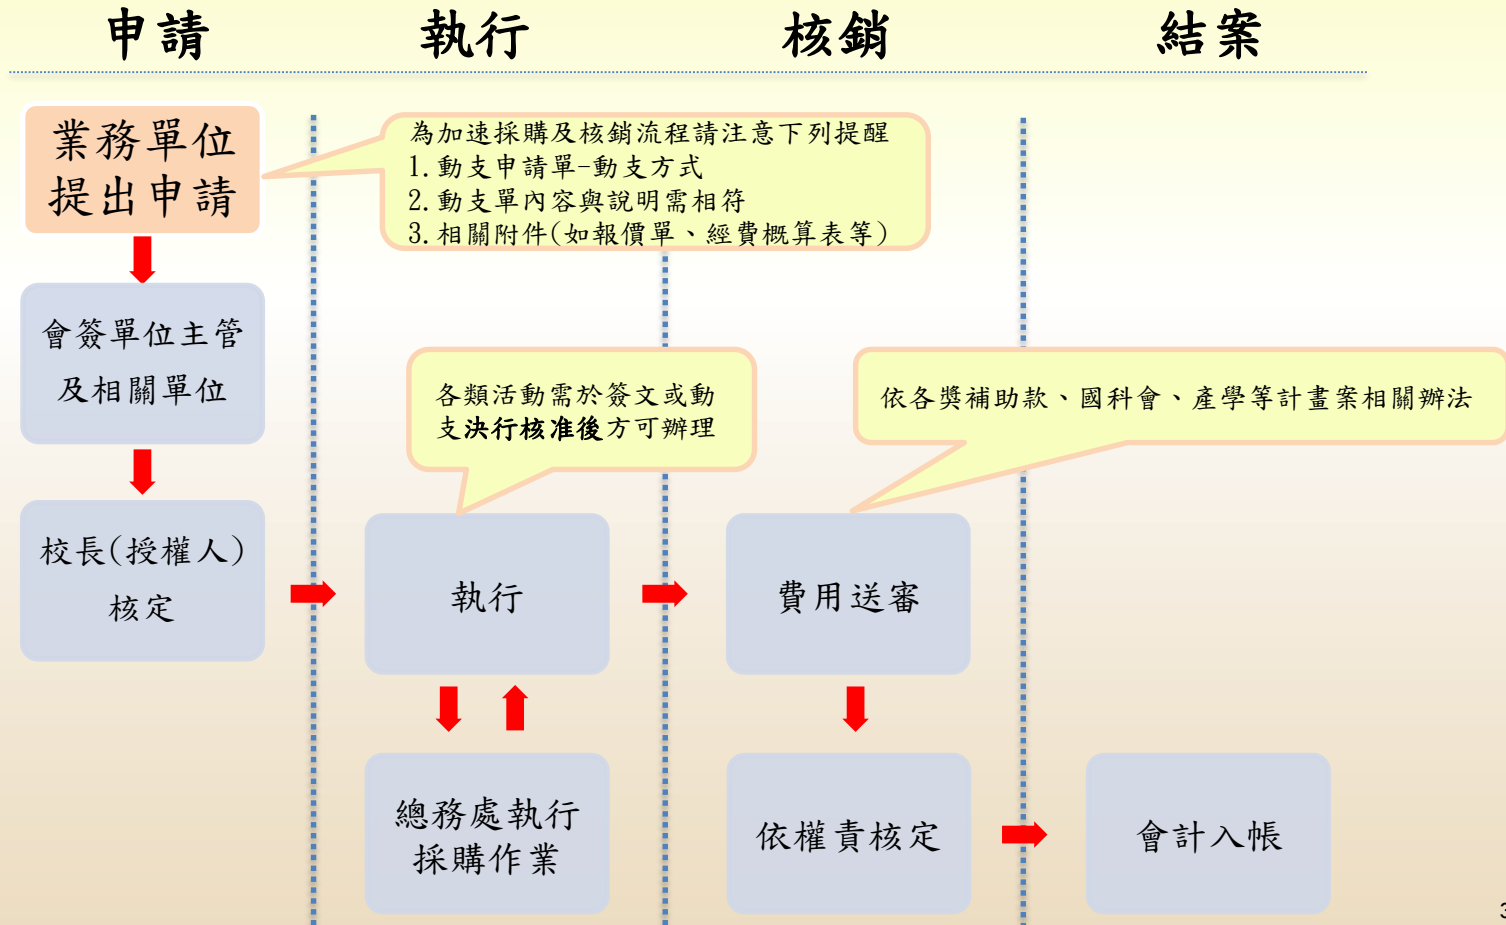 申請
執行
核銷
結案
業務單位
提出申請
為加速採購及核銷流程請注意下列提醒
1.動支申請單-動支方式
2.動支單內容與說明需相符
3.相關附件(如報價單、經費概算表等)
會簽單位主管
及相關單位
各類活動需於簽文或動
支決行核准後方可辦理
依各獎補助款、國科會、產學等計畫案相關辦法
校長(授權人)
核定
執行
費用送審
總務處執行
採購作業
依權責核定
會計入帳
3